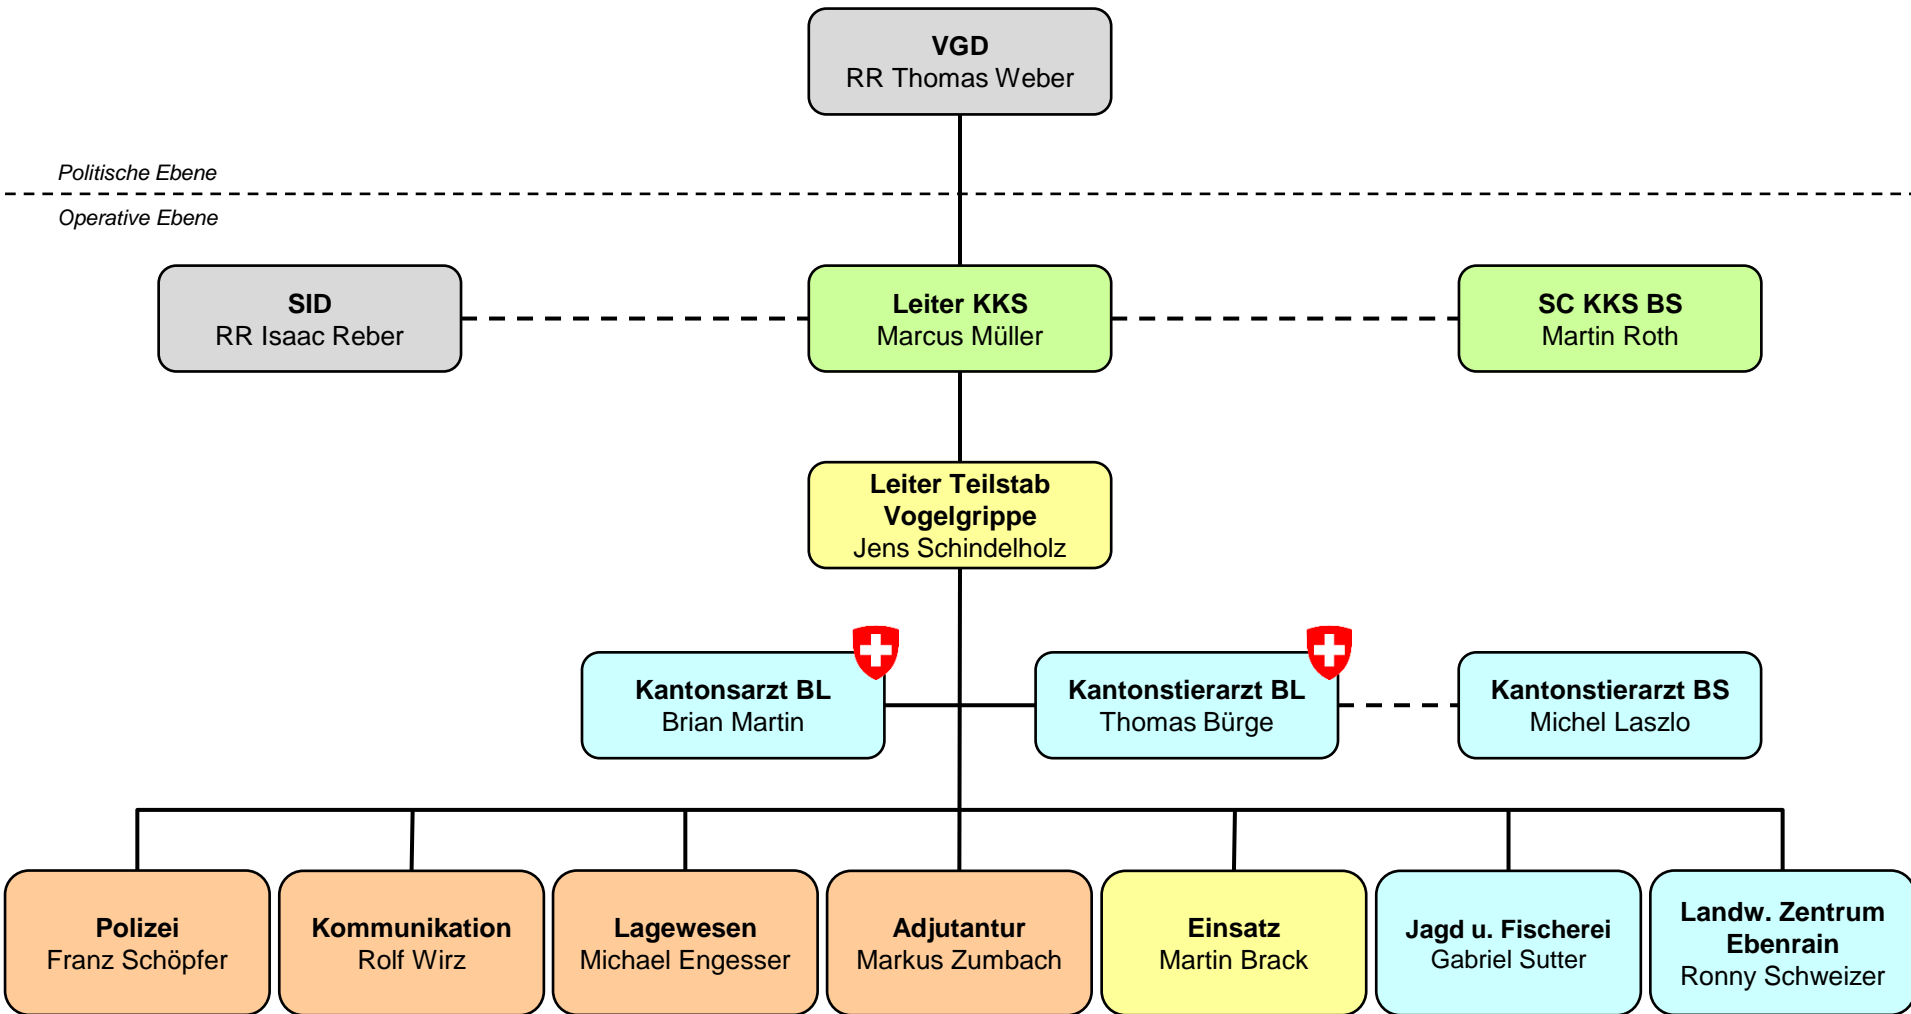 VGD
RR Thomas Weber
Politische Ebene
Operative Ebene
SID
RR Isaac Reber
Leiter KKS
Marcus Müller
SC KKS BS
Martin Roth
Leiter Teilstab
Vogelgrippe
Jens Schindelholz
Kantonsarzt BL
Brian Martin
Kantonstierarzt BL
Thomas Bürge
Kantonstierarzt BS
Michel Laszlo
Polizei
Franz Schöpfer
Kommunikation
Rolf Wirz
Lagewesen
Michael Engesser
Adjutantur
Markus Zumbach
Einsatz
Martin Brack
Jagd u. Fischerei
Gabriel Sutter
Landw. Zentrum
Ebenrain
Ronny Schweizer